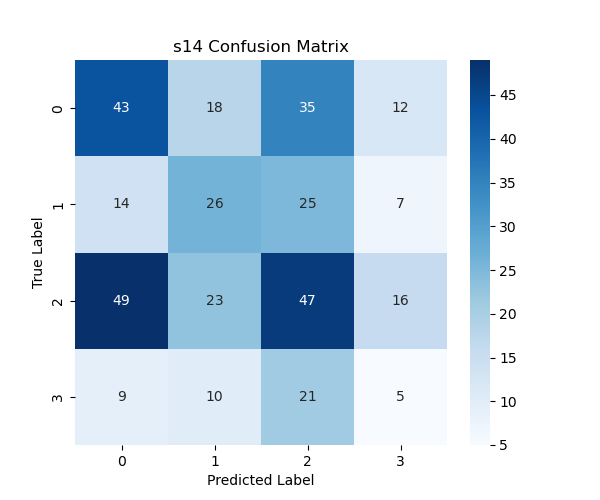 s14 Confusion Matrix
0 43 18 35 12
1 14 26 25 7
2 49 23 47 16
3 9 10 21 5
0 1 2 3
Predicted Label
True Label
45
40
35
30
25
20
15
10
5